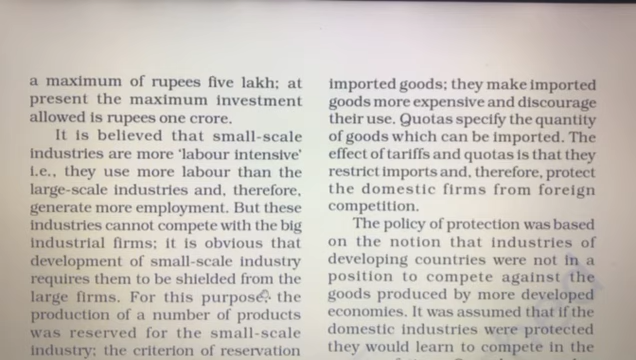 a maximum of rupees five lakh; at
present the maximum investment
allowed is rupees one crore.
It is believed that small-scale
industries are more ‘labour intensive’
i.e., they use more labour than the
large-scale industries and, therefore,
generate more employment. But these
industries cannot compete with the big
industrial firms; it is obvious that
development of small-scale industry
requires them to be shielded from the
large firms. For this purpose, the
production of a number of products
was reserved for the small-scale
industry; the criterion of reservation
imported goods; they make imported
goods more expensive and discourage
their use. Quotas specify the quantity
of goods which can be imported. The
effect of tariffs and quotas is that they
restrict imports and, therefore, protect
the domestic firms from foreign
competition.
The policy of protection was based
on the notion that industries of
developing countries were not in a
position to compete against the
goods produced by more developed
economies. It was assumed that if the
domestic industries were protected
they would learn to compete in the